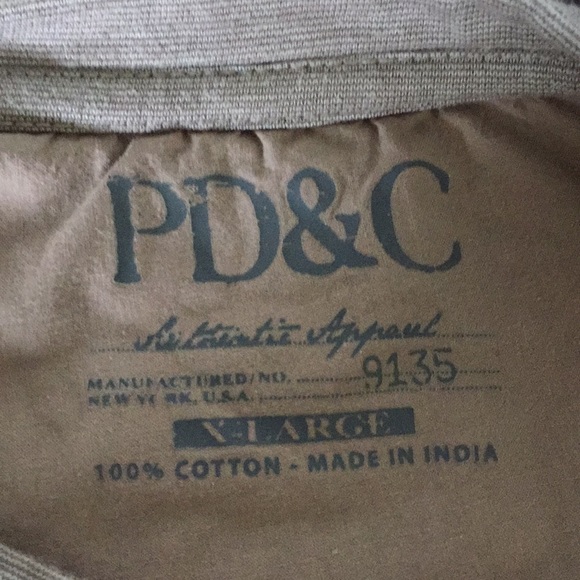 PD&C
Authentic Apparel
MANUFACTURED/NO. ............ 9135
NEW YORK, U.S.A.
X-LARGE
100% COTTON - MADE IN INDIA